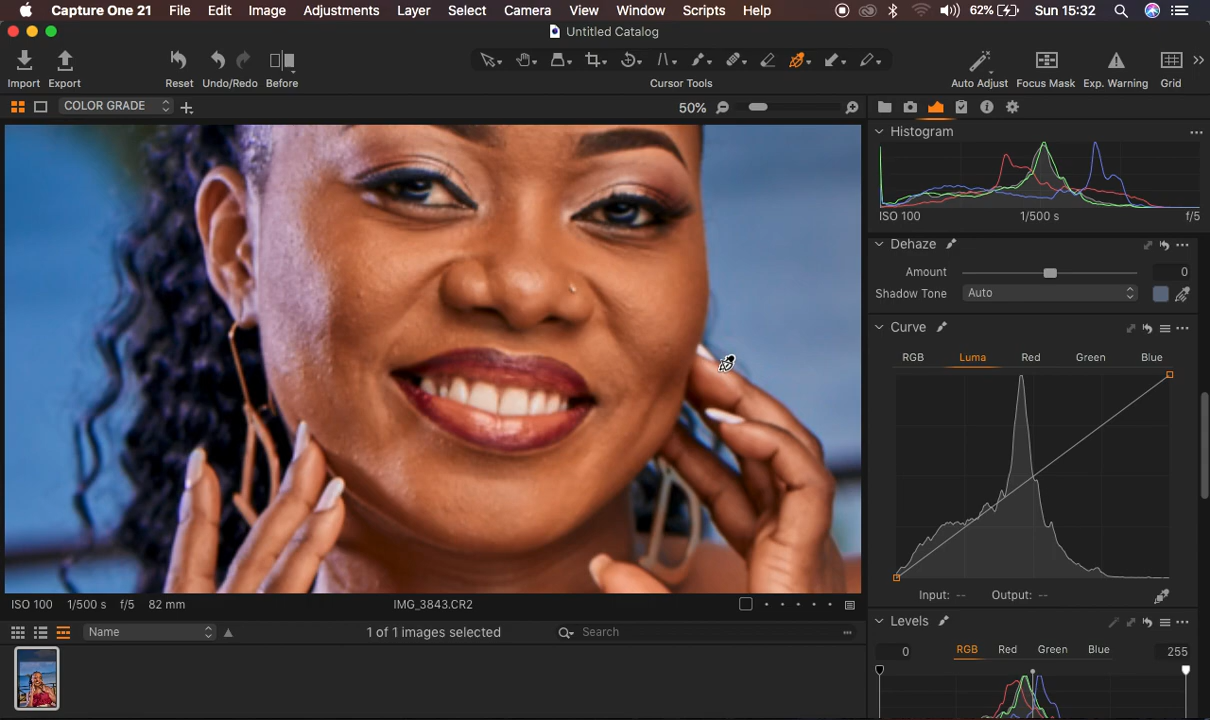 Capture One 21 File Edit Image Adjustments Layer Select Camera View Window Scripts Help 62% Sun 15:32
Untitled Catalog
Import Export Reset Undo/Redo Before Cursor Tools Auto Adjust Focus Mask Exp. Warning Grid
COLOR GRADE 50%
Histogram
ISO 100 1/500 s f/5
Dehaze
Amount 0
Shadow Tone Auto
Curve
RGB Luma Red Green Blue
Input: -- Output: --
ISO 100 1/500 s f/5 82 mm IMG_3843.CR2
Levels
Name 1 of 1 images selected Search
0 RGB Red Green Blue 255